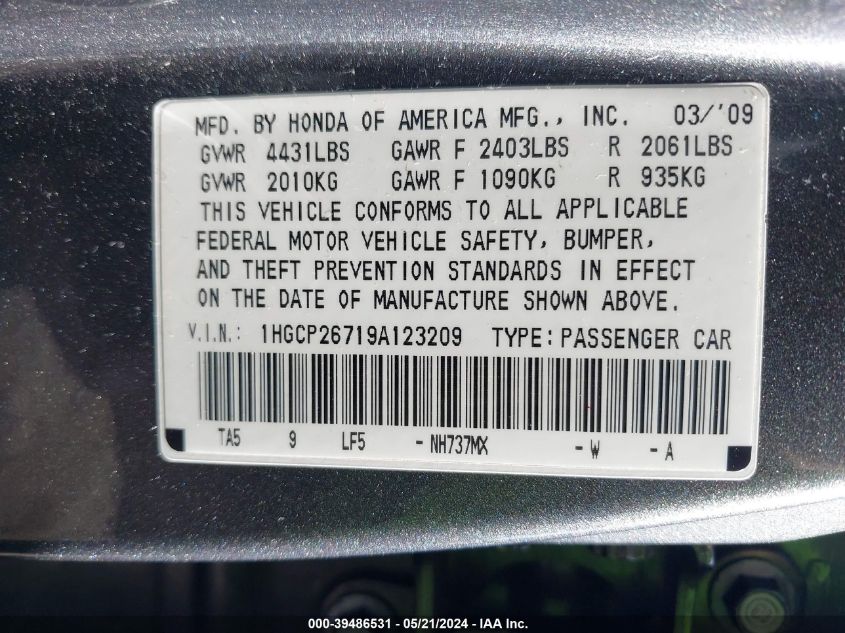 MFD. BY HONDA OF AMERICA MFG., INC. 03/'09
GVWR 4431LBS GAWR F 2403LBS R 2061LBS
GVWR 2010KG GAWR F 1090KG R 935KG
THIS VEHICLE CONFORMS TO ALL APPLICABLE
FEDERAL MOTOR VEHICLE SAFETY, BUMPER,
AND THEFT PREVENTION STANDARDS IN EFFECT
ON THE DATE OF MANUFACTURE SHOWN ABOVE.
V.I.N.: 1HGCP26719A123209 TYPE:PASSENGER CAR
TA5 9 LF5 -NH737MX -W -A
000-39486531 - 05/21/2024 - IAA Inc.